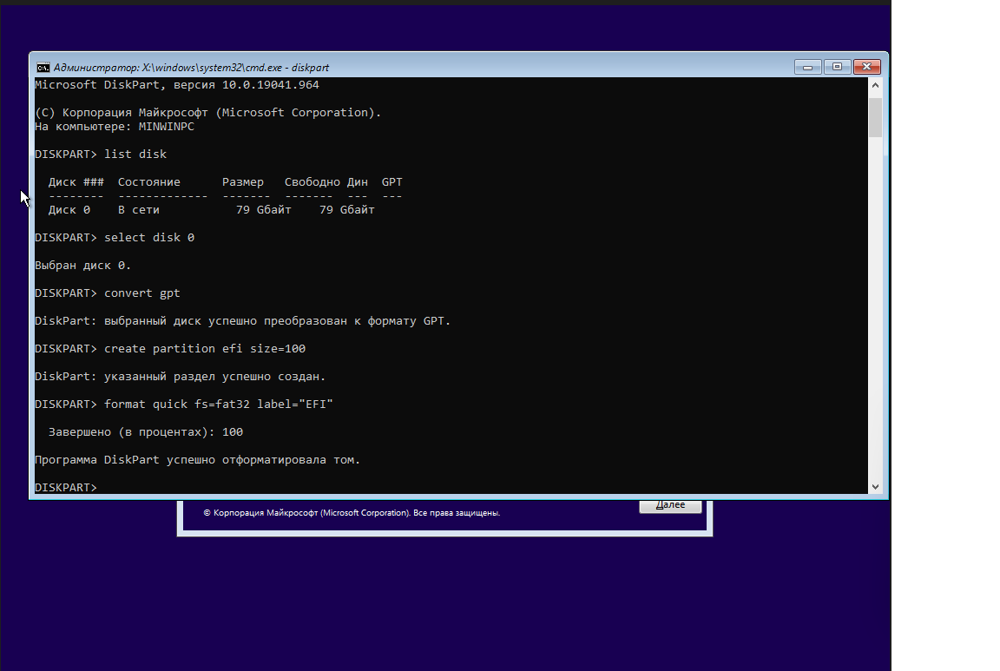 Администратор: X:\windows\system32\cmd.exe - diskpart
Microsoft DiskPart, версия 10.0.19041.964
(C) Корпорация Майкрософт (Microsoft Corporation).
На компьютере: MINWINPC
DISKPART> list disk
Диск ### Состояние Размер Свободно Дин GPT
-------- ------------- ------- ------- --- ---
Диск 0 В сети 79 Gбайт 79 Gбайт
DISKPART> select disk 0
Выбран диск 0.
DISKPART> convert gpt
DiskPart: выбранный диск успешно преобразован к формату GPT.
DISKPART> create partition efi size=100
DiskPart: указанный раздел успешно создан.
DISKPART> format quick fs=fat32 label="EFI"
Завершено (в процентах): 100
Программа DiskPart успешно отформатировала том.
DISKPART>
Далее
© Корпорация Майкрософт (Microsoft Corporation). Все права защищены.